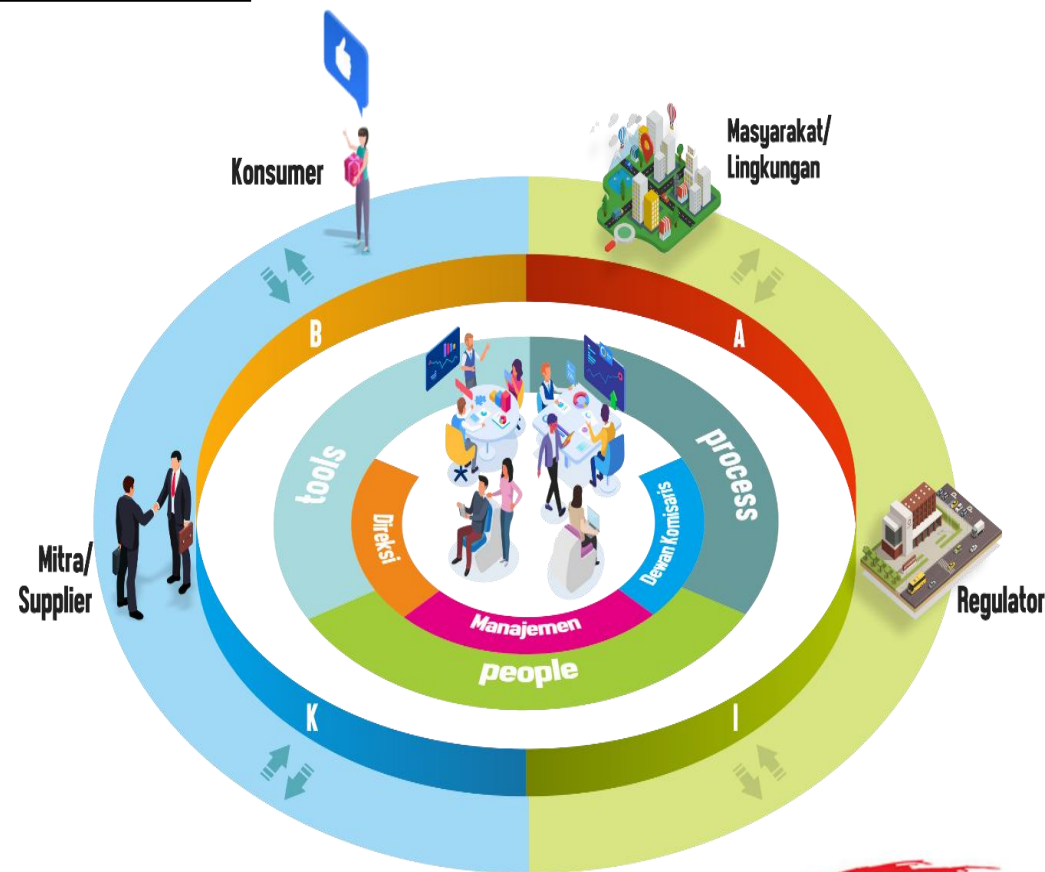 Konsumer
Masyarakat/
Lingkungan
B
A
tools
process
Direksi
Dewan Komisaris
Mitra/
Supplier
Regulator
Manajemen
people
K
I